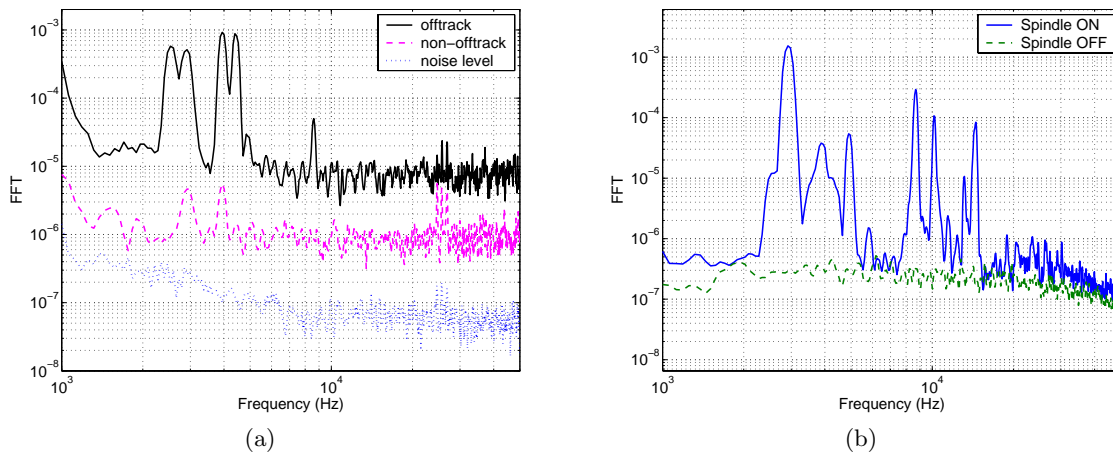 offtrack
non-offtrack
noise level
10^-3
10^-4
10^-5
10^-6
10^-7
10^-8
FFT
10^3
10^4
Frequency (Hz)
(a)
Spindle ON
Spindle OFF
10^-3
10^-4
10^-5
10^-6
10^-7
10^-8
FFT
10^3
10^4
Frequency (Hz)
(b)